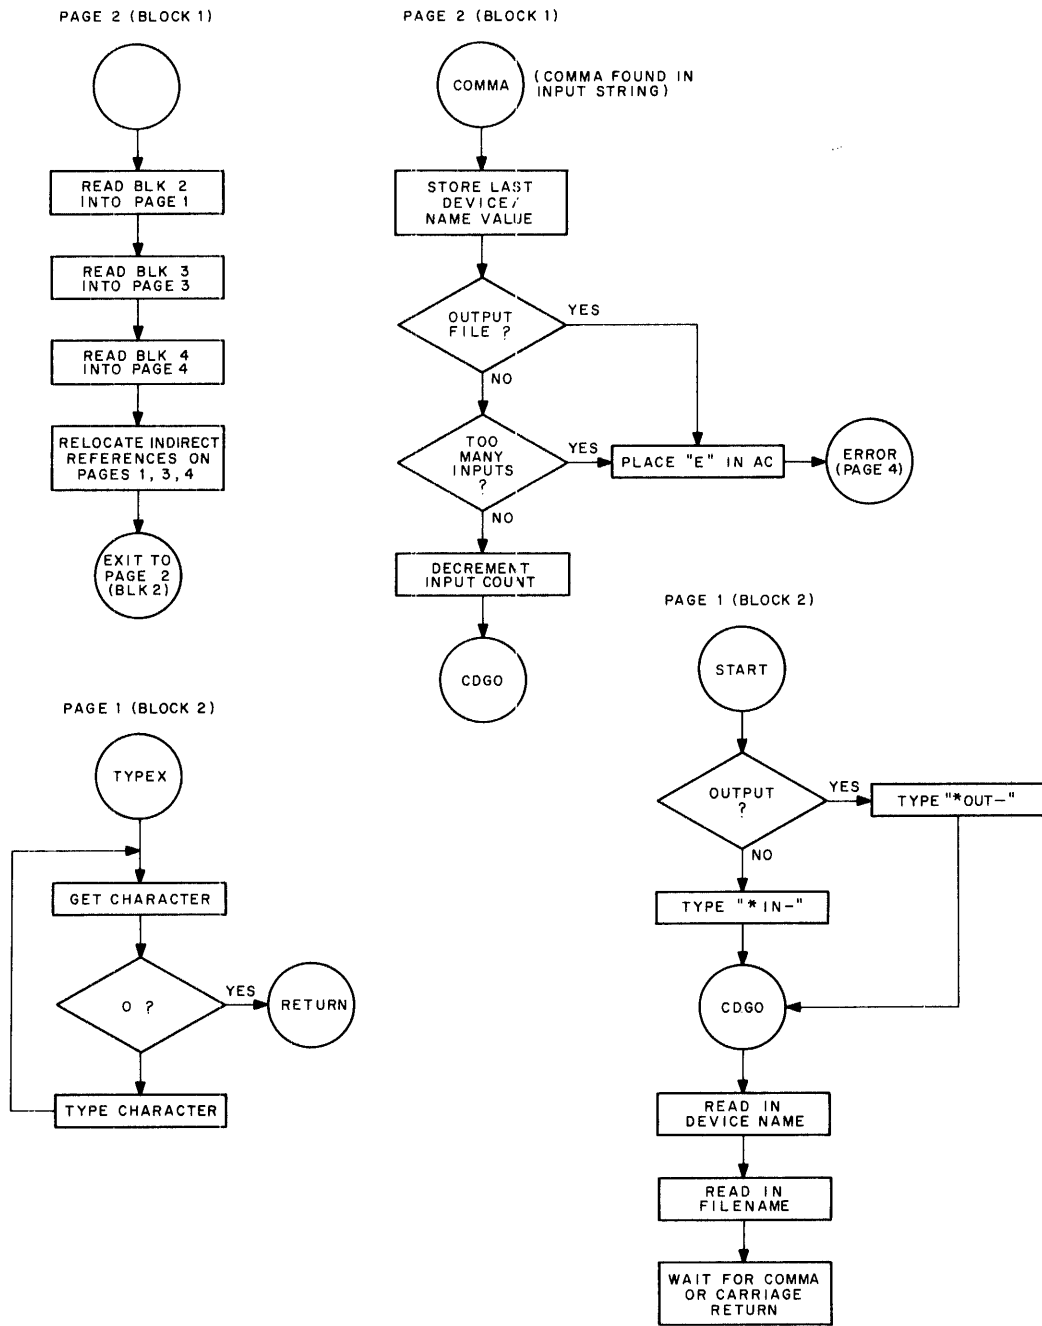 PAGE 2 (BLOCK 1)
READ BLK 2
INTO PAGE 1
READ BLK 3
INTO PAGE 3
READ BLK 4
INTO PAGE 4
RELOCATE INDIRECT
REFERENCES ON
PAGES 1, 3, 4
EXIT TO
PAGE 2
(BLK 2)
PAGE 2 (BLOCK 1)
COMMA
(COMMA FOUND IN
INPUT STRING)
STORE LAST
DEVICE/
NAME VALUE
OUTPUT
FILE ?
YES
NO
TOO
MANY
INPUTS
?
YES
PLACE "E" IN AC
ERROR
(PAGE 4)
NO
DECREMENT
INPUT COUNT
CDGO
PAGE 1 (BLOCK 2)
TYPEX
GET CHARACTER
O ?
YES
RETURN
TYPE CHARACTER
PAGE 1 (BLOCK 2)
START
OUTPUT
?
YES
TYPE "*OUT-"
NO
TYPE "* IN-"
CDGO
READ IN
DEVICE NAME
READ IN
FILENAME
WAIT FOR COMMA
OR CARRIAGE
RETURN